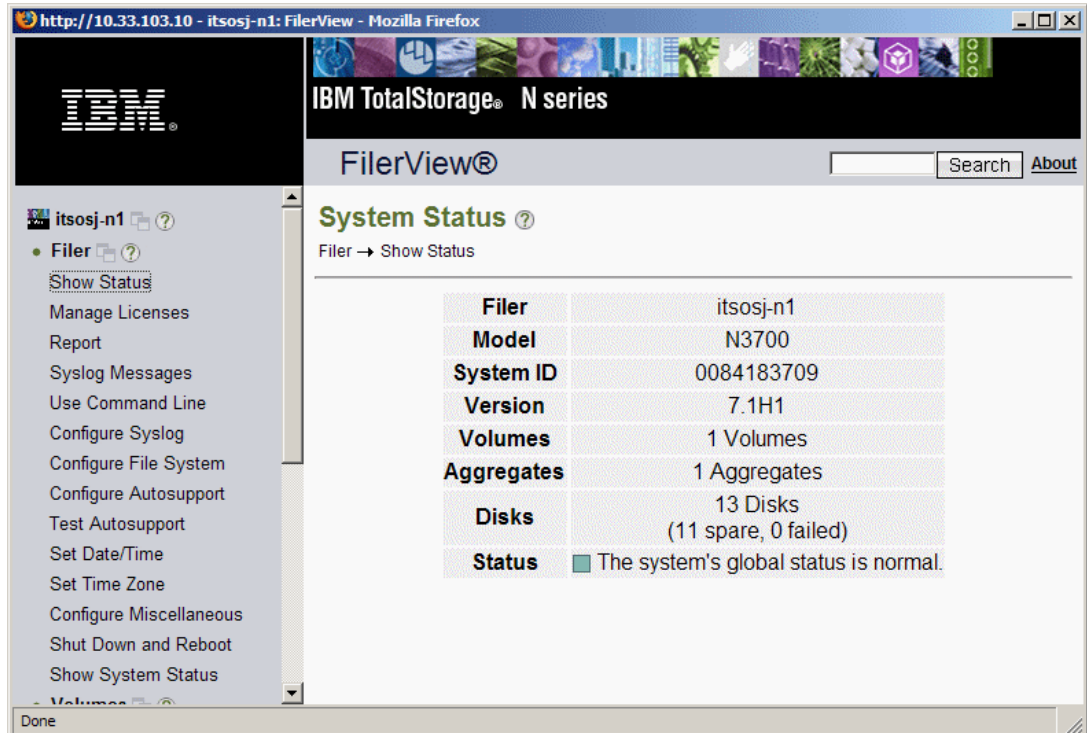 http://10.33.103.10 - itsosj-n1: FilerView - Mozilla Firefox
IBM®
IBM TotalStorage® N series
FilerView®
Search
About
itsosj-n1
Filer
Show Status
Manage Licenses
Report
Syslog Messages
Use Command Line
Configure Syslog
Configure File System
Configure Autosupport
Test Autosupport
Set Date/Time
Set Time Zone
Configure Miscellaneous
Shut Down and Reboot
Show System Status
Volumes
System Status
Filer → Show Status
Filer itsosj-n1
Model N3700
System ID 0084183709
Version 7.1H1
Volumes 1 Volumes
Aggregates 1 Aggregates
Disks 13 Disks
(11 spare, 0 failed)
Status The system's global status is normal.
Done